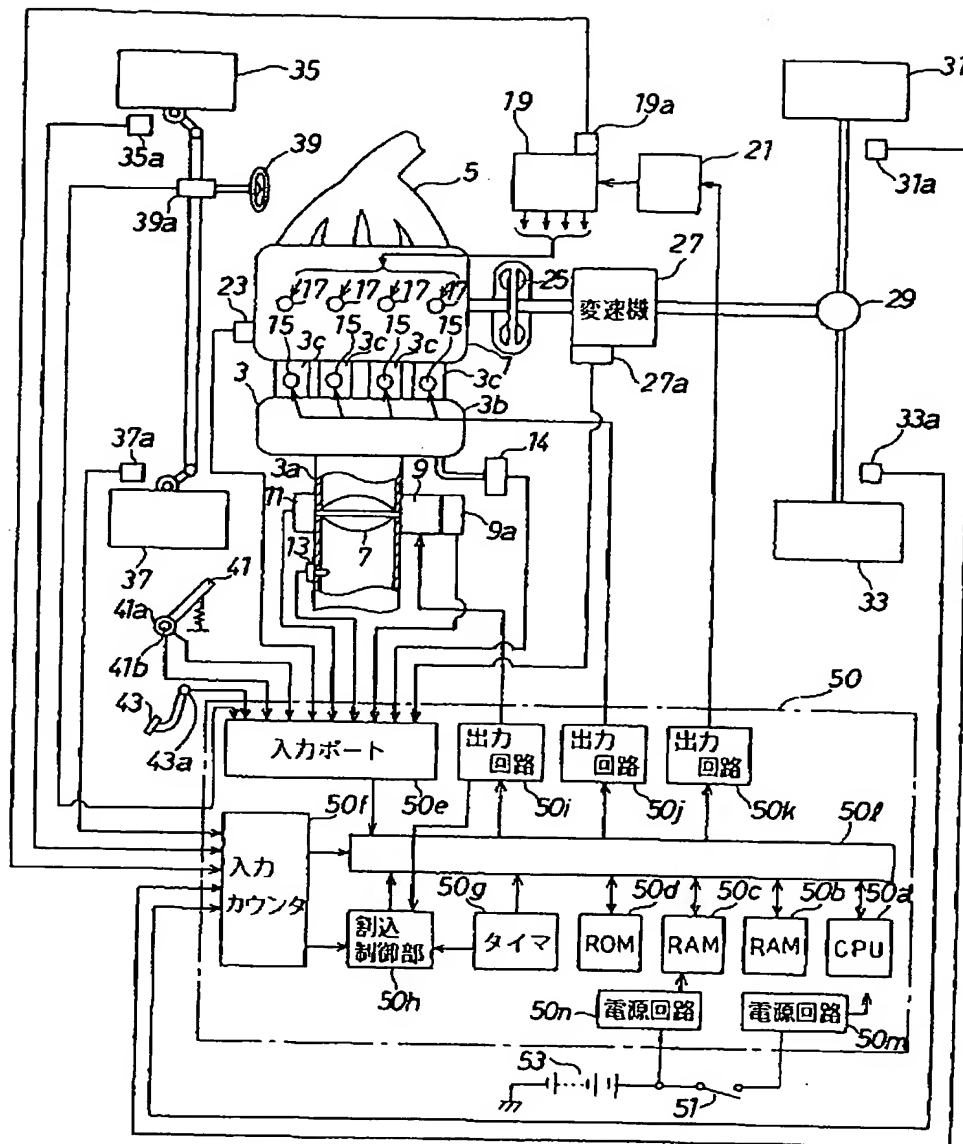 35
35a
39
39a
5
19
19a
21
31
31a
23
17
17
17
17
15
15
15
15
25
27
変速機
27a
29
3c
3c
3c
3c
1
3
3b
37a
37
3a
9
14
11
7
9a
13
33a
33
41
41a
41b
43
43a
50
入力ポート
50e
出力
回路
50i
出力
回路
50j
出力
回路
50k
50f
入力
カウンタ
50l
割込
制御部
50h
50g
タイマ
50d
ROM
50c
RAM
50b
RAM
50a
CPU
50n
電源回路
電源回路
50m
53
51